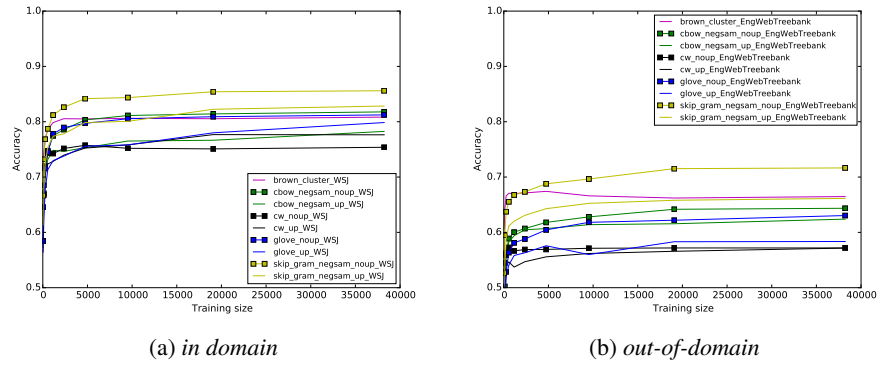 1.0
0.9
0.8
0.7
0.6
0.5
Accuracy
0
5000
10000
15000
20000
25000
30000
35000
40000
Training size
brown_cluster_WSJ
cbow_negsam_noup_WSJ
cbow_negsam_up_WSJ
cw_noup_WSJ
cw_up_WSJ
glove_noup_WSJ
glove_up_WSJ
skip_gram_negsam_noup_WSJ
skip_gram_negsam_up_WSJ
(a) in domain
1.0
0.9
0.8
0.7
0.6
0.5
Accuracy
0
5000
10000
15000
20000
25000
30000
35000
40000
Training size
brown_cluster_EngWebTreebank
cbow_negsam_noup_EngWebTreebank
cbow_negsam_up_EngWebTreebank
cw_noup_EngWebTreebank
cw_up_EngWebTreebank
glove_noup_EngWebTreebank
glove_up_EngWebTreebank
skip_gram_negsam_noup_EngWebTreebank
skip_gram_negsam_up_EngWebTreebank
(b) out-of-domain